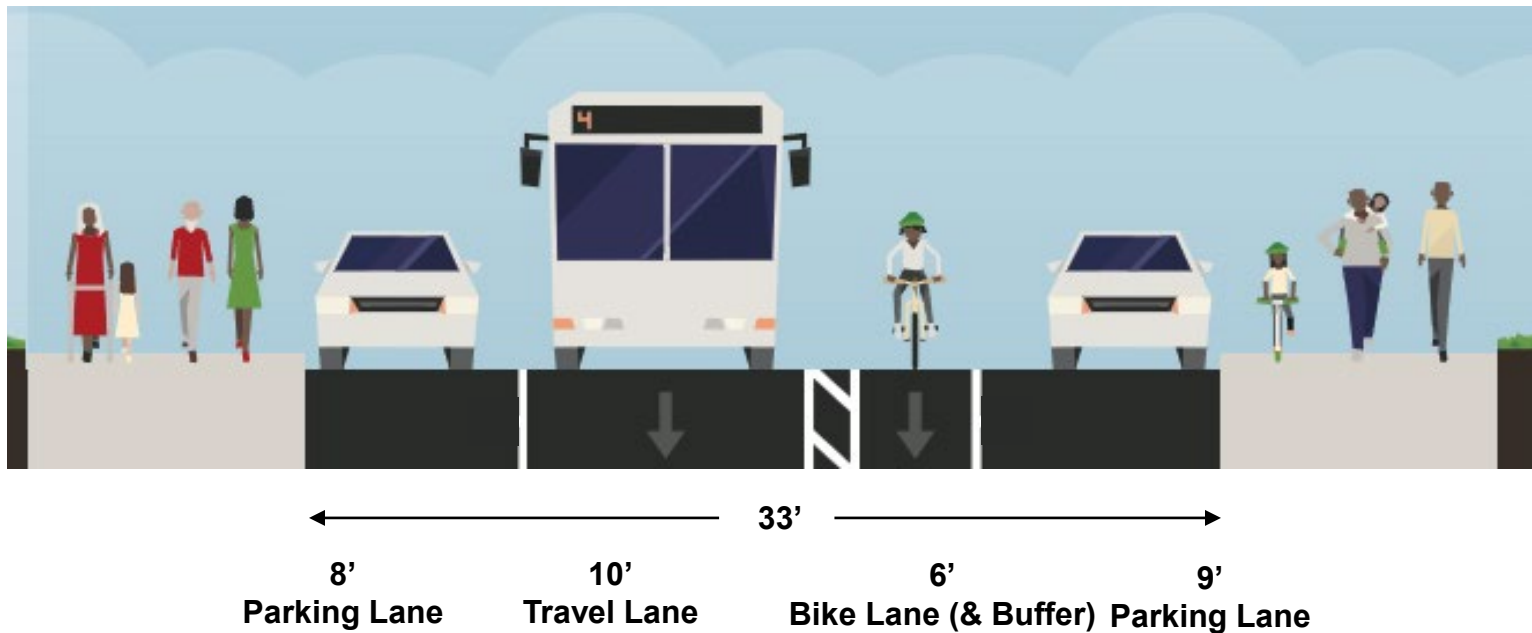 4
33’
8’ 10’ 6’ 9’
Parking Lane Travel Lane Bike Lane (& Buffer) Parking Lane